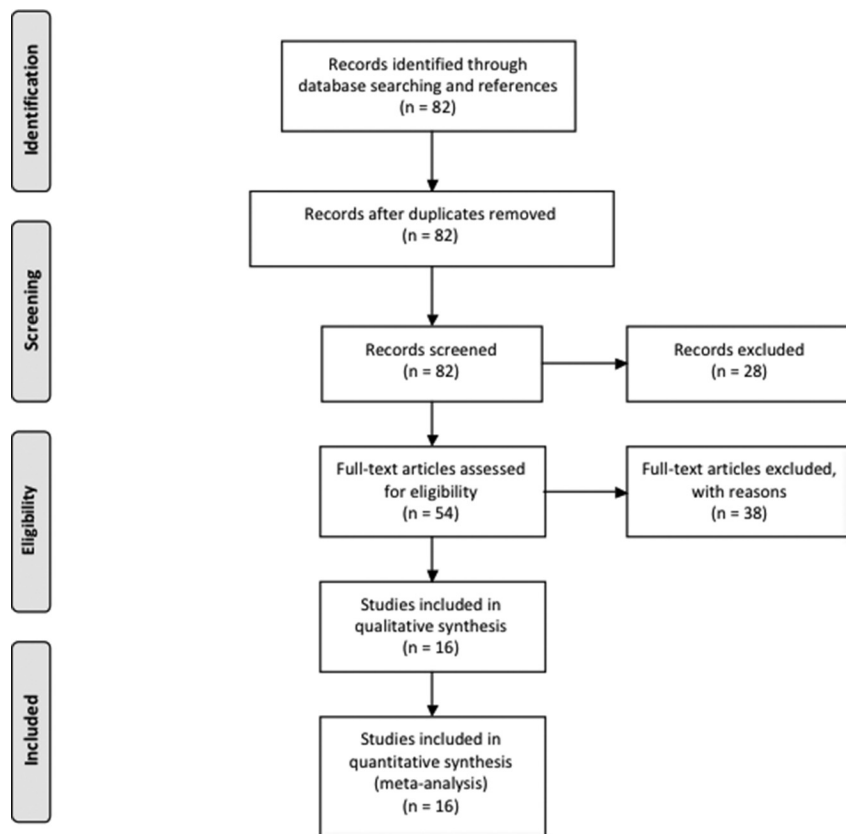 Identification
Records identified through
database searching and references
(n = 82)
Records after duplicates removed
(n = 82)
Screening
Records screened
(n = 82)
Records excluded
(n = 28)
Eligibility
Full-text articles assessed
for eligibility
(n = 54)
Full-text articles excluded,
with reasons
(n = 38)
Studies included in
qualitative synthesis
(n = 16)
Included
Studies included in
quantitative synthesis
(meta-analysis)
(n = 16)